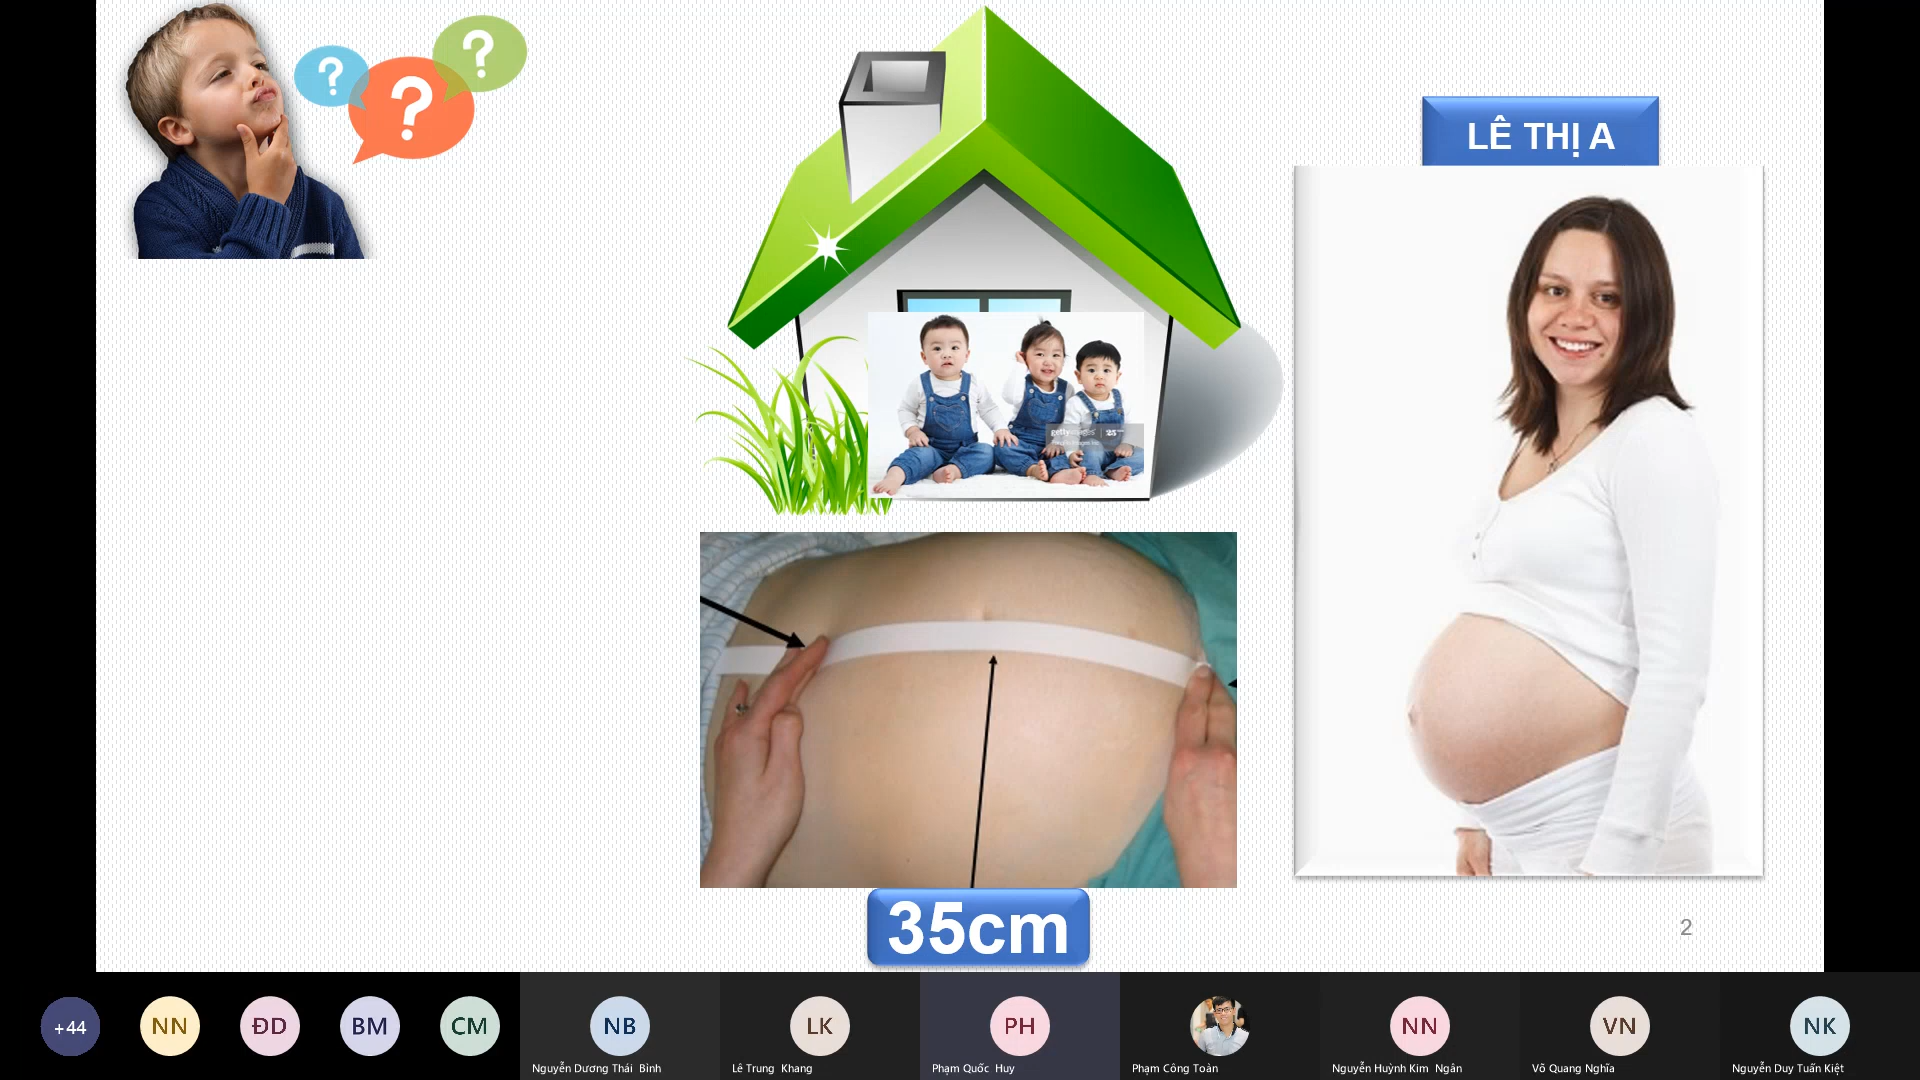 ? ? ?
LÊ THỊ A
gettyimages
35cm
2
+44
NN
ĐD
BM
CM
NB
LK
PH
NN
VN
NK
Nguyễn Dương Thái Bình
Lê Trung Khang
Phạm Quốc Huy
Phạm Công Toàn
Nguyễn Huỳnh Kim Ngân
Võ Quang Nghĩa
Nguyễn Duy Tuấn Kiệt